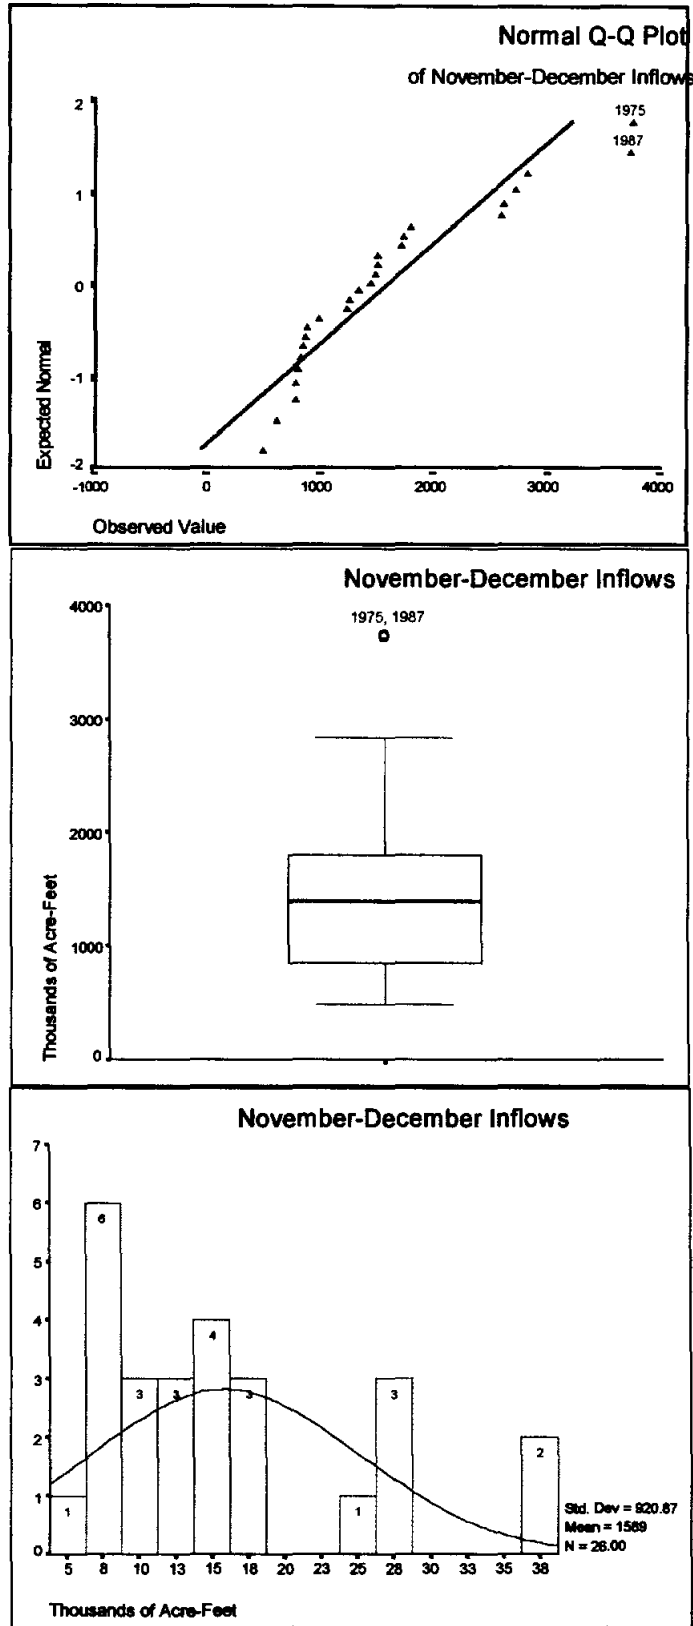 Normal Q-Q Plot
of November-December Inflows
2
1
0
-1
-2
Expected Normal
1975
1987
-1000 0 1000 2000 3000 4000
Observed Value
November-December Inflows
4000
3000
2000
1000
0
Thousands of Acre-Feet
1975, 1987
November-December Inflows
7
6
5
4
3
2
1
0
1 6 3 3 4 3 1 3 2
Std. Dev = 920.87
Mean = 1589
N = 26.00
5 8 10 13 15 18 20 23 25 28 30 33 35 38
Thousands of Acre-Feet